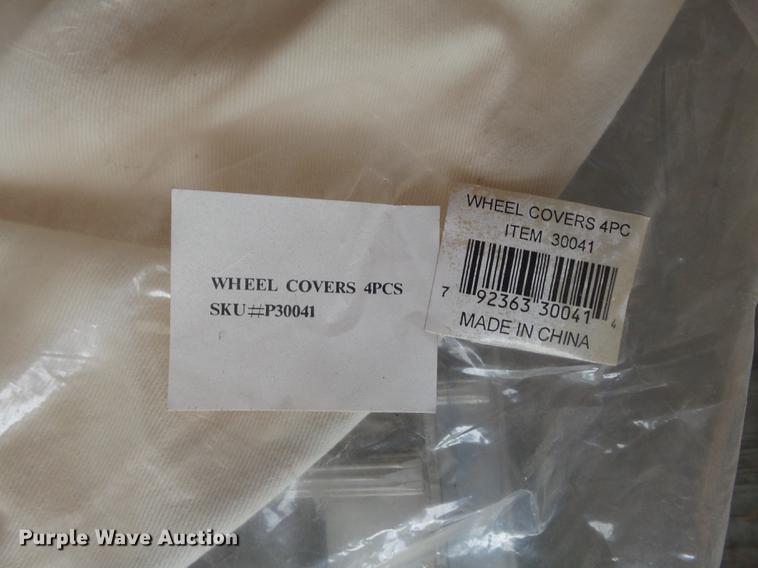 WHEEL COVERS 4PCS
SKU#P30041
WHEEL COVERS 4PC
ITEM 30041
7 92363 30041 4
MADE IN CHINA
Purple Wave Auction